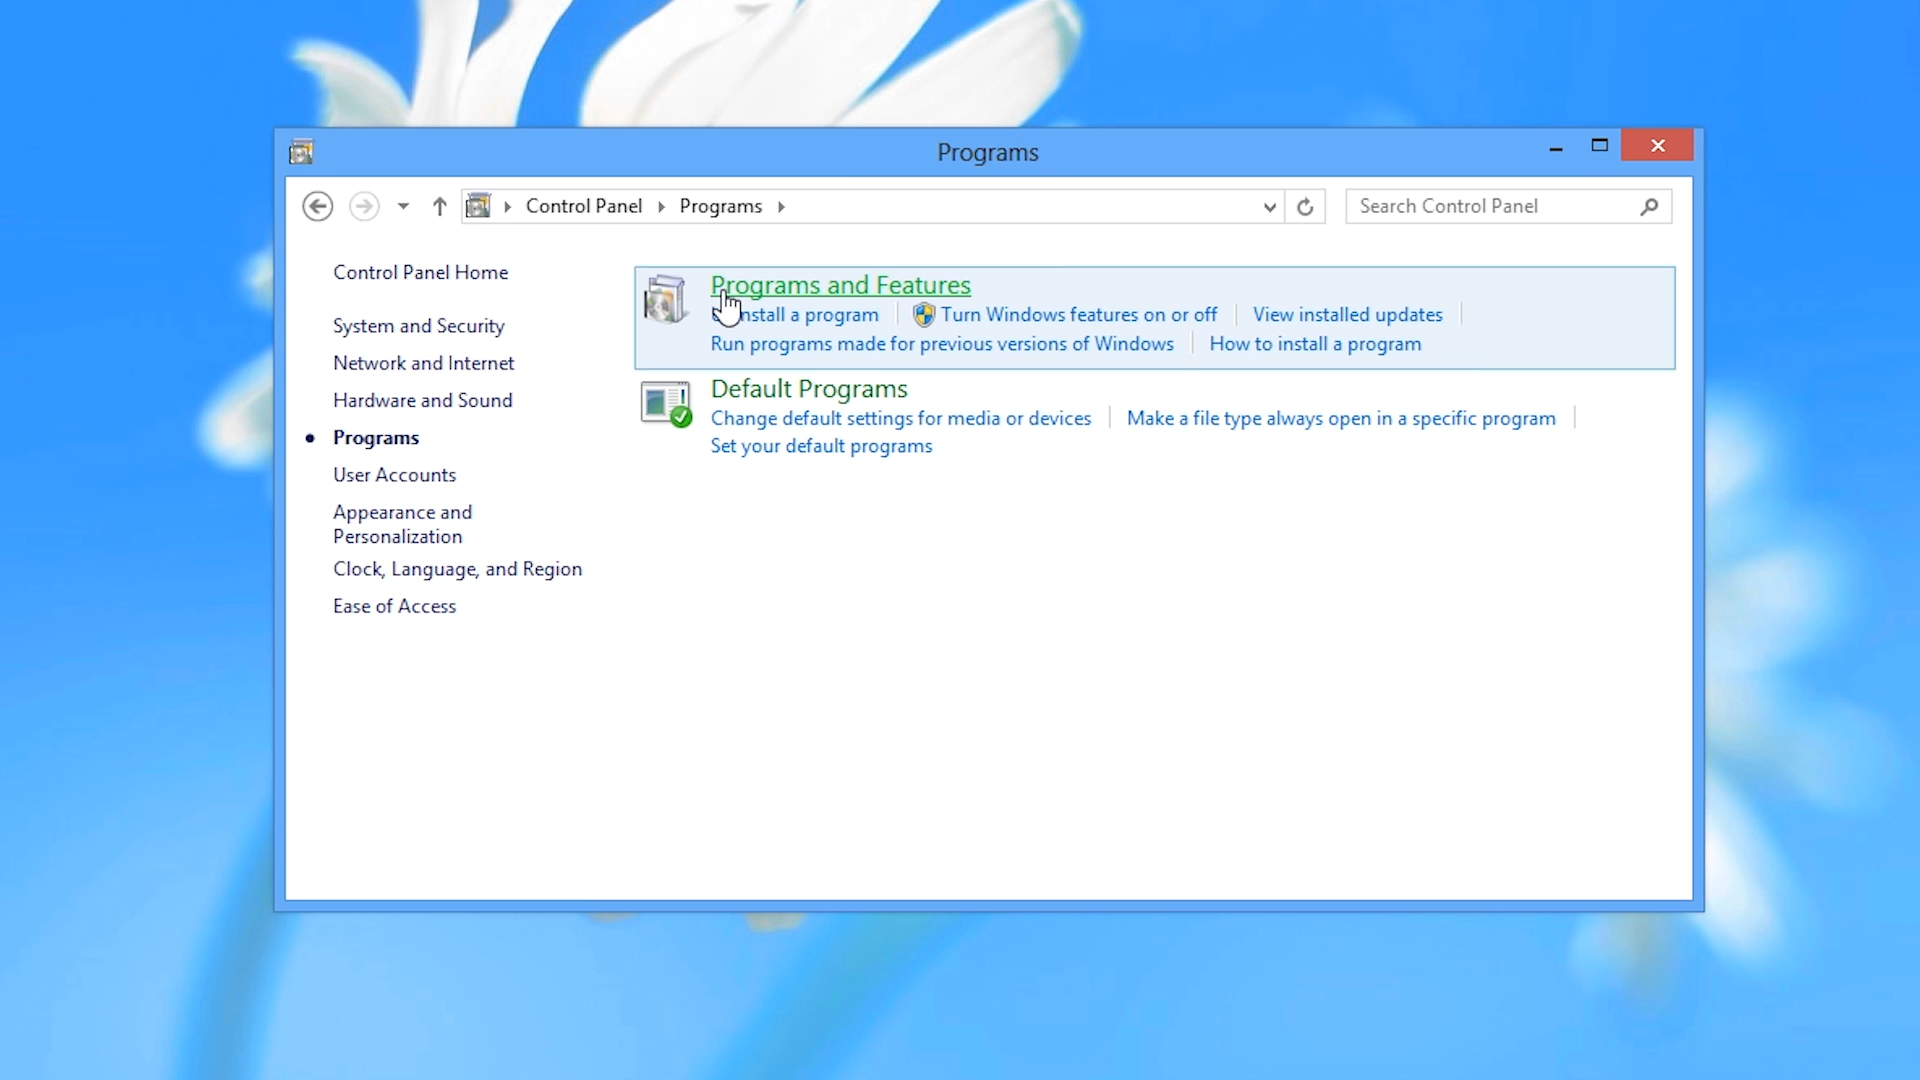 Programs
Control Panel
Programs
Search Control Panel
Control Panel Home
System and Security
Network and Internet
Hardware and Sound
Programs
User Accounts
Appearance and
Personalization
Clock, Language, and Region
Ease of Access
Programs and Features
install a program
Turn Windows features on or off
View installed updates
Run programs made for previous versions of Windows
How to install a program
Default Programs
Change default settings for media or devices
Make a file type always open in a specific program
Set your default programs